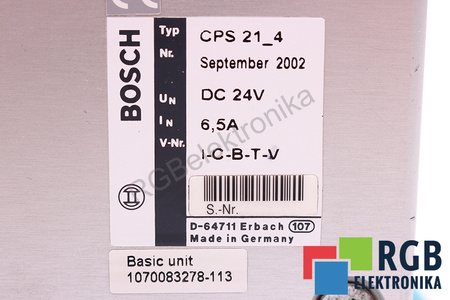 BOSCH
Typ CPS 21_4
Nr. September 2002
UN DC 24V
IN 6,5A
V-Nr. I-C-B-T-V
S.-Nr.
D-64711 Erbach 107
Made in Germany
Basic unit
1070083278-113
RGBelektronika
RGB
ELEKTRONIKA